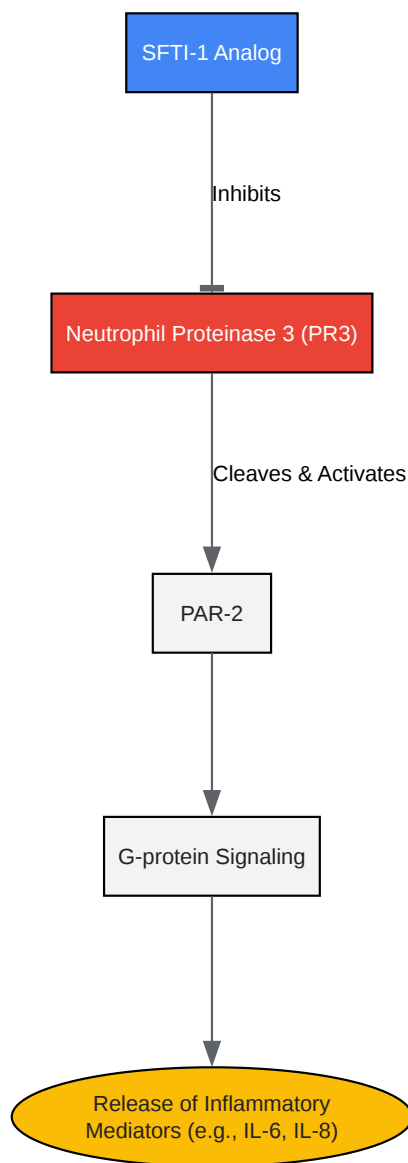 SFTI-1 Analog
Inhibits
Neutrophil Proteinase 3 (PR3)
Cleaves & Activates
PAR-2
G-protein Signaling
Release of Inflammatory
Mediators (e.g., IL-6, IL-8)